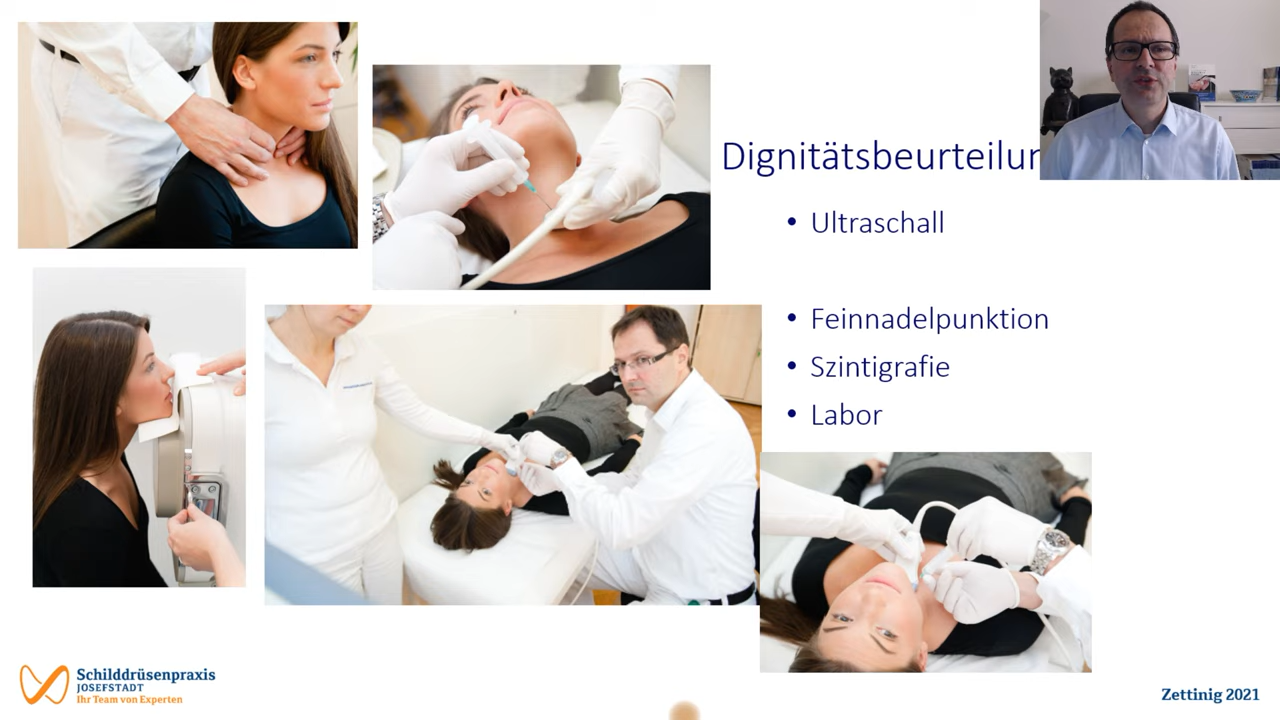 Dignitätsbeurteilun
Ultraschall
Feinnadelpunktion
Szintigrafie
Labor
Schilddrüsenpraxis
JOSEFSTADT
Ihr Team von Experten
Zettinig 2021